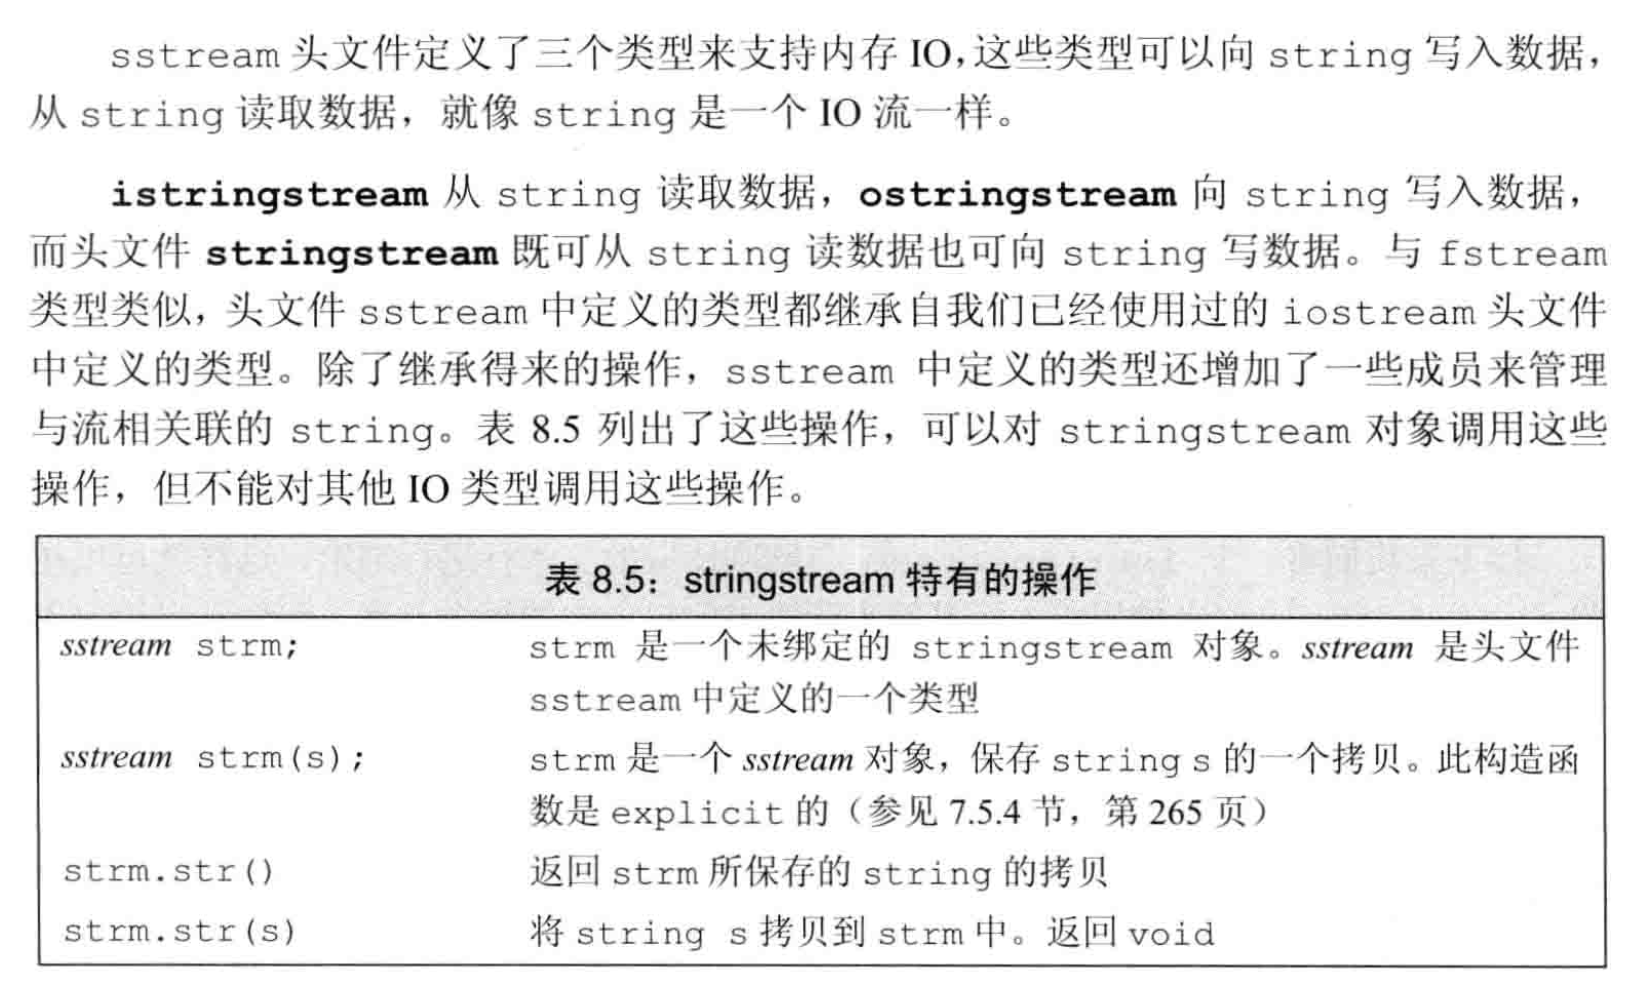 sstream 头文件定义了三个类型来支持内存 IO，这些类型可以向 string 写入数据，
从 string 读取数据，就像 string 是一个 IO 流一样。
istringstream 从 string 读取数据，ostringstream 向 string 写入数据，
而头文件 stringstream 既可从 string 读数据也可向 string 写数据。与 fstream
类型类似，头文件 sstream 中定义的类型都继承自我们已经使用过的 iostream 头文件
中定义的类型。除了继承得来的操作，sstream 中定义的类型还增加了一些成员来管理
与流相关联的 string。表 8.5 列出了这些操作，可以对 stringstream 对象调用这些
操作，但不能对其他 IO 类型调用这些操作。
表 8.5：stringstream 特有的操作
sstream strm; strm 是一个未绑定的 stringstream 对象。sstream 是头文件
sstream 中定义的一个类型
sstream strm(s); strm 是一个 sstream 对象，保存 string s 的一个拷贝。此构造函
数是 explicit 的（参见 7.5.4 节，第 265 页）
strm.str() 返回 strm 所保存的 string 的拷贝
strm.str(s) 将 string s 拷贝到 strm 中。返回 void